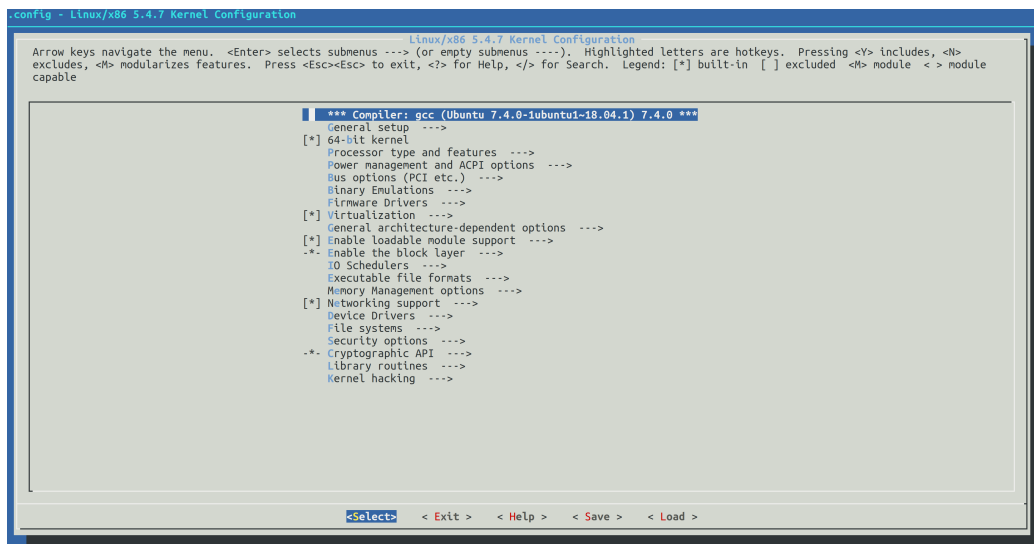 .config - Linux/x86 5.4.7 Kernel Configuration
Linux/x86 5.4.7 Kernel Configuration
Arrow keys navigate the menu.  <Enter> selects submenus ---> (or empty submenus ----).  Highlighted letters are hotkeys.  Pressing <Y> includes, <N>
excludes, <M> modularizes features.  Press <Esc><Esc> to exit, <?> for Help, </> for Search.  Legend: [*] built-in  [ ] excluded  <M> module  < > module
capable
*** Compiler: gcc (Ubuntu 7.4.0-1ubuntu1~18.04.1) 7.4.0 ***
General setup  --->
[*] 64-bit kernel
Processor type and features  --->
Power management and ACPI options  --->
Bus options (PCI etc.)  --->
Binary Emulations  --->
Firmware Drivers  --->
[*] Virtualization  --->
General architecture-dependent options  --->
[*] Enable loadable module support  --->
-*- Enable the block layer  --->
IO Schedulers  --->
Executable file formats  --->
Memory Management options  --->
[*] Networking support  --->
Device Drivers  --->
File systems  --->
Security options  --->
-*- Cryptographic API  --->
Library routines  --->
Kernel hacking  --->
<Select>    < Exit >    < Help >    < Save >    < Load >